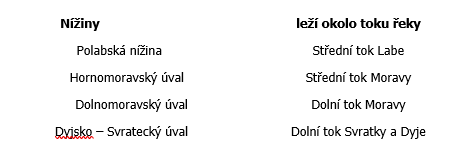 Nížiny leží okolo toku řeky
Polabská nížina Střední tok Labe
Hornomoravský úval Střední tok Moravy
Dolnomoravský úval Dolní tok Moravy
Dyjsko – Svratecký úval Dolní tok Svratky a Dyje